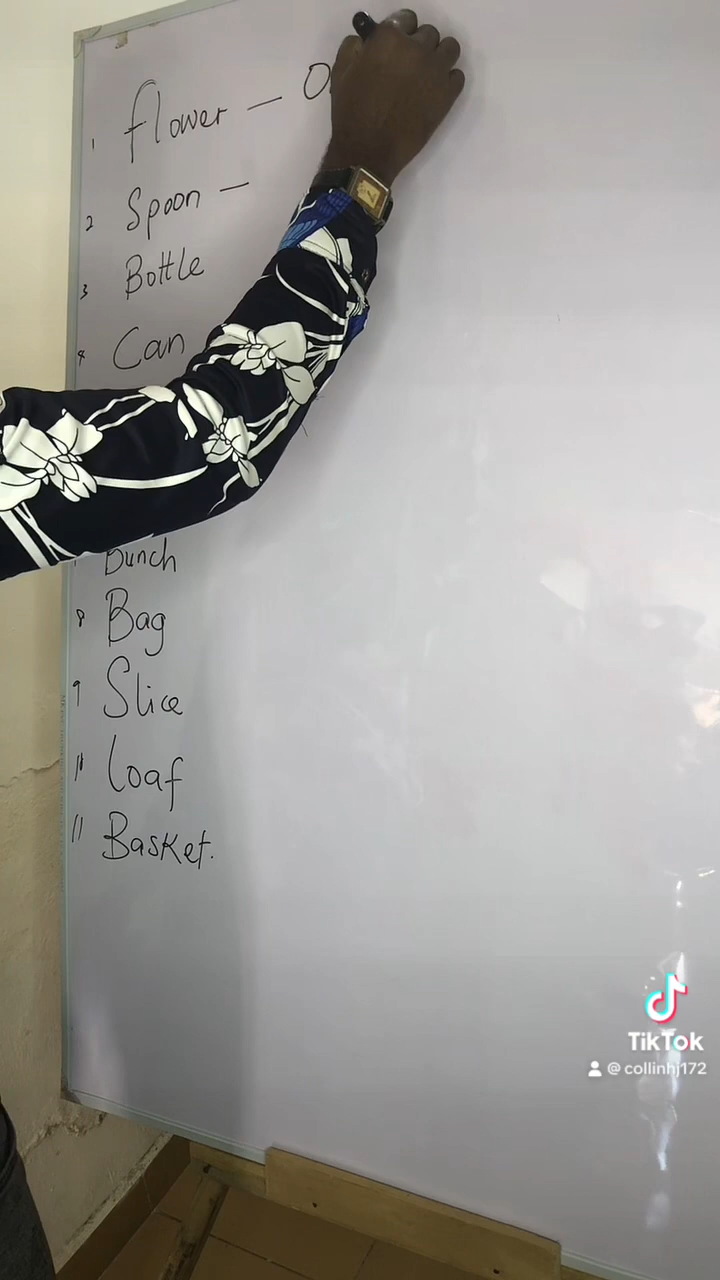 1 flower — O
2 Spoon —
3 Bottle
4 Can
Bunch
8 Bag
9 Slice
10 loaf
11 Basket.
TikTok
@collinhj172